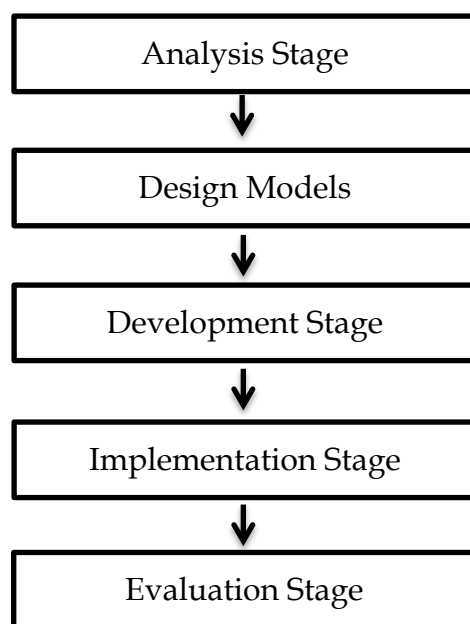 Analysis Stage
Design Models
Development Stage
Implementation Stage
Evaluation Stage